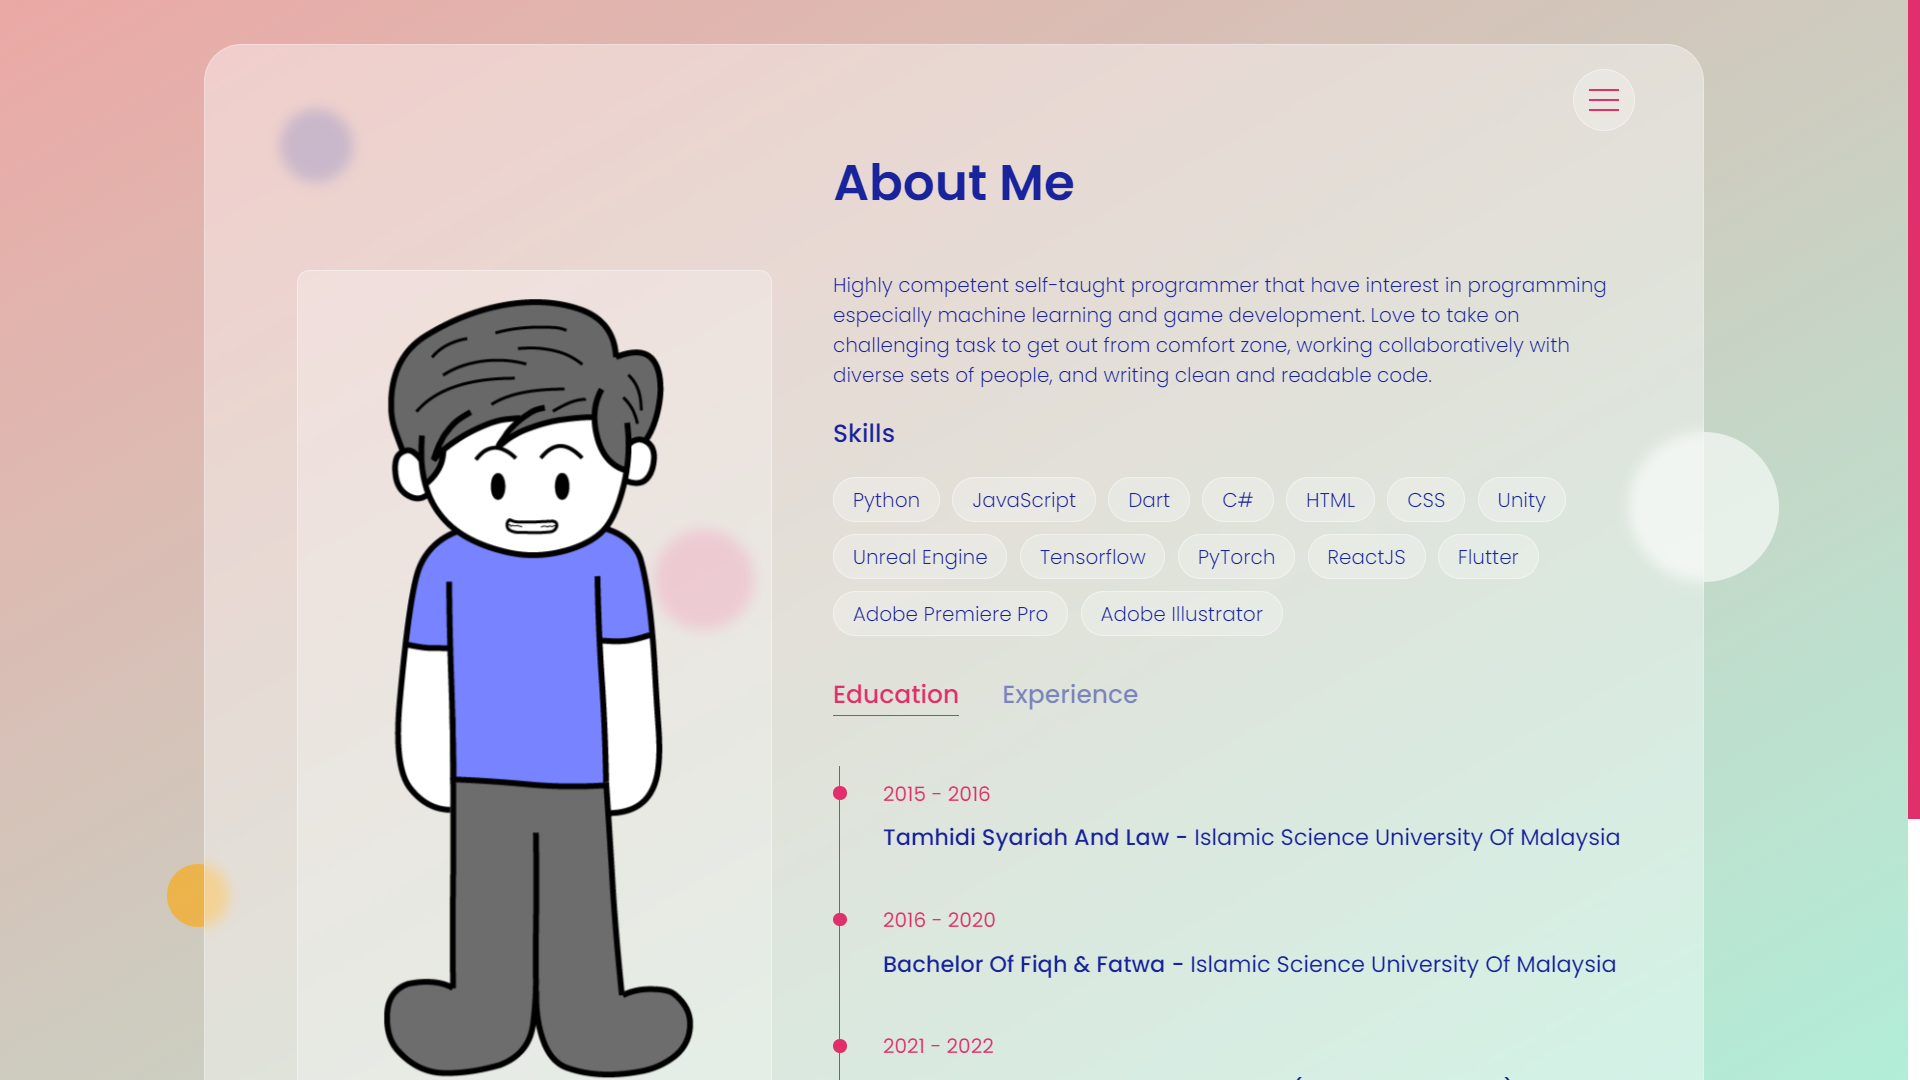 About Me
Highly competent self-taught programmer that have interest in programming
especially machine learning and game development. Love to take on
challenging task to get out from comfort zone, working collaboratively with
diverse sets of people, and writing clean and readable code.
Skills
Python JavaScript Dart C# HTML CSS Unity
Unreal Engine Tensorflow PyTorch ReactJS Flutter
Adobe Premiere Pro Adobe Illustrator
Education Experience
2015 - 2016
Tamhidi Syariah And Law - Islamic Science University Of Malaysia
2016 - 2020
Bachelor Of Fiqh & Fatwa - Islamic Science University Of Malaysia
2021 - 2022